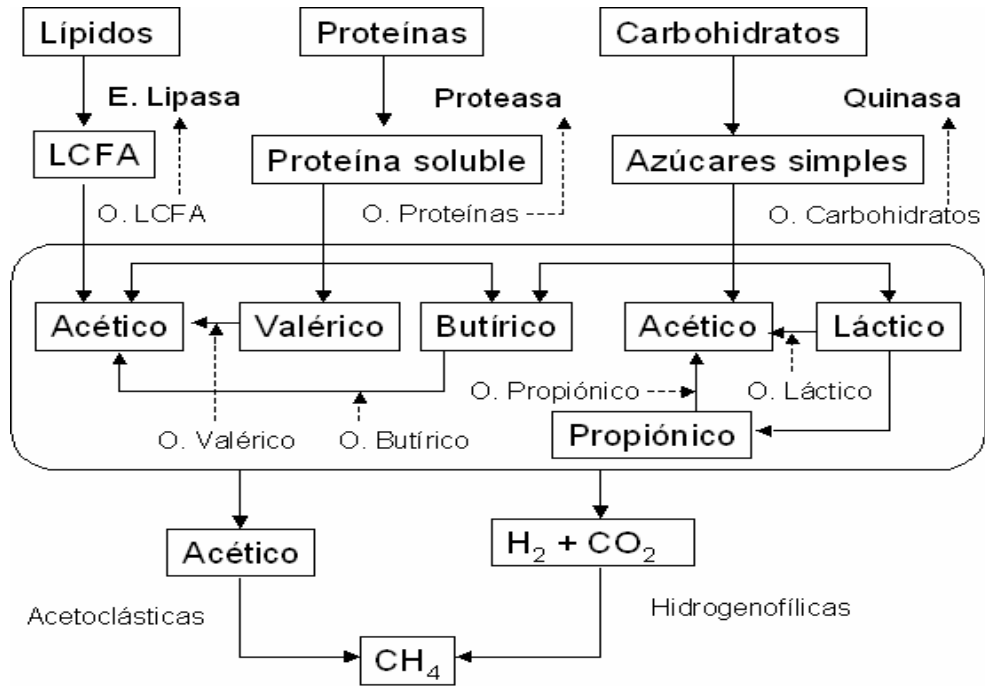 Lípidos
Proteínas
Carbohidratos
E. Lipasa
Proteasa
Quinasa
LCFA
Proteína soluble
Azúcares simples
O. LCFA
O. Proteínas
O. Carbohidratos
Acético
Valérico
Butírico
Acético
Láctico
O. Propiónico
O. Láctico
O. Valérico
O. Butírico
Propiónico
Acético
H₂ + CO₂
Acetoclásticas
Hidrogenofílicas
CH₄